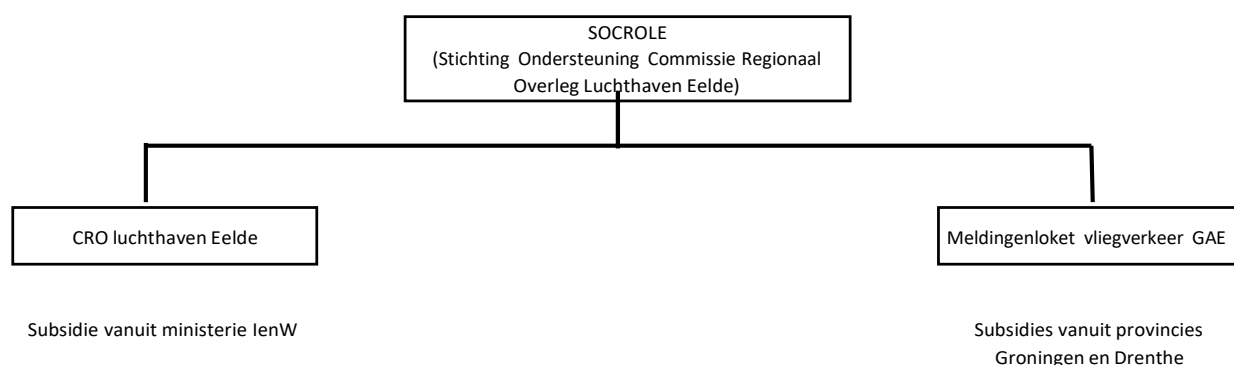 SOCROLE
(Stichting Ondersteuning Commissie Regionaal
Overleg Luchthaven Eelde)
CRO luchthaven Eelde
Meldingenloket vliegverkeer GAE
Subsidie vanuit ministerie IenW
Subsidies vanuit provincies
Groningen en Drenthe